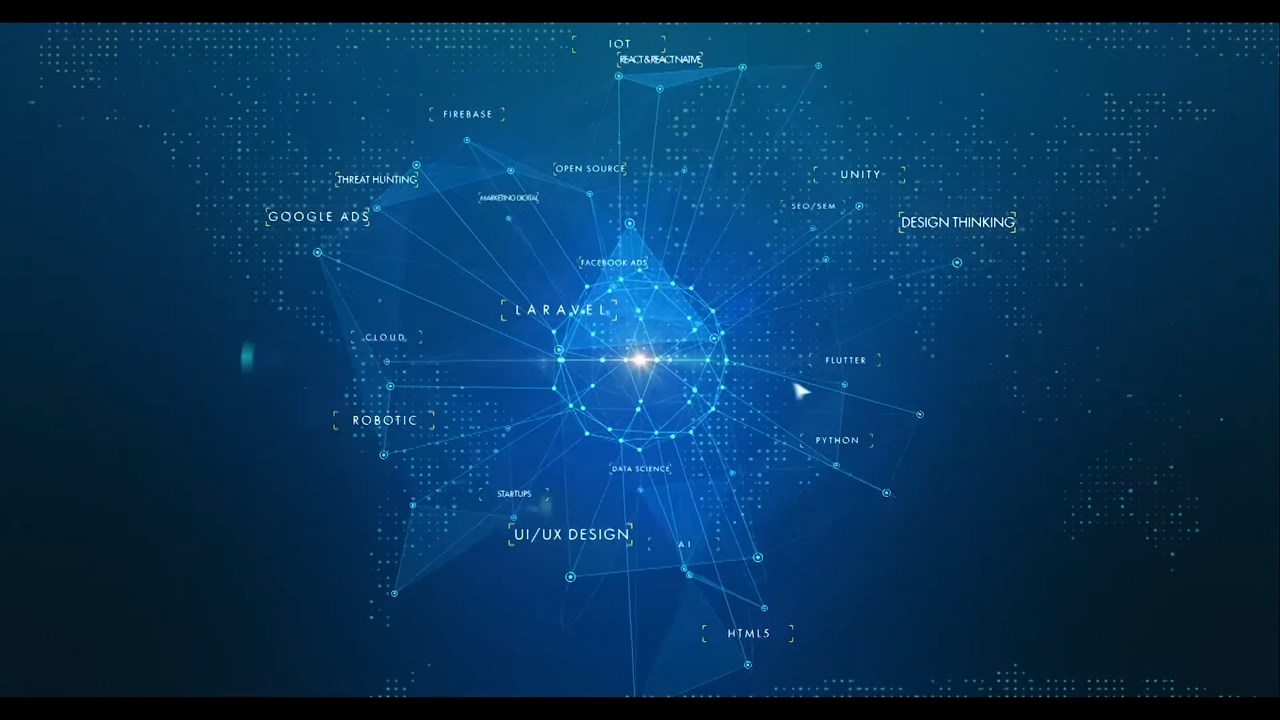 IOT
REACT & REACT NATIVE
FIREBASE
OPEN SOURCE
THREAT HUNTING
UNITY
MARKETING DIGITAL
SEO/SEM
GOOGLE ADS
DESIGN THINKING
FACEBOOK ADS
LARAVEL
CLOUD
FLUTTER
ROBOTIC
PYTHON
DATA SCIENCE
STARTUPS
UI/UX DESIGN
A.I
HTML5